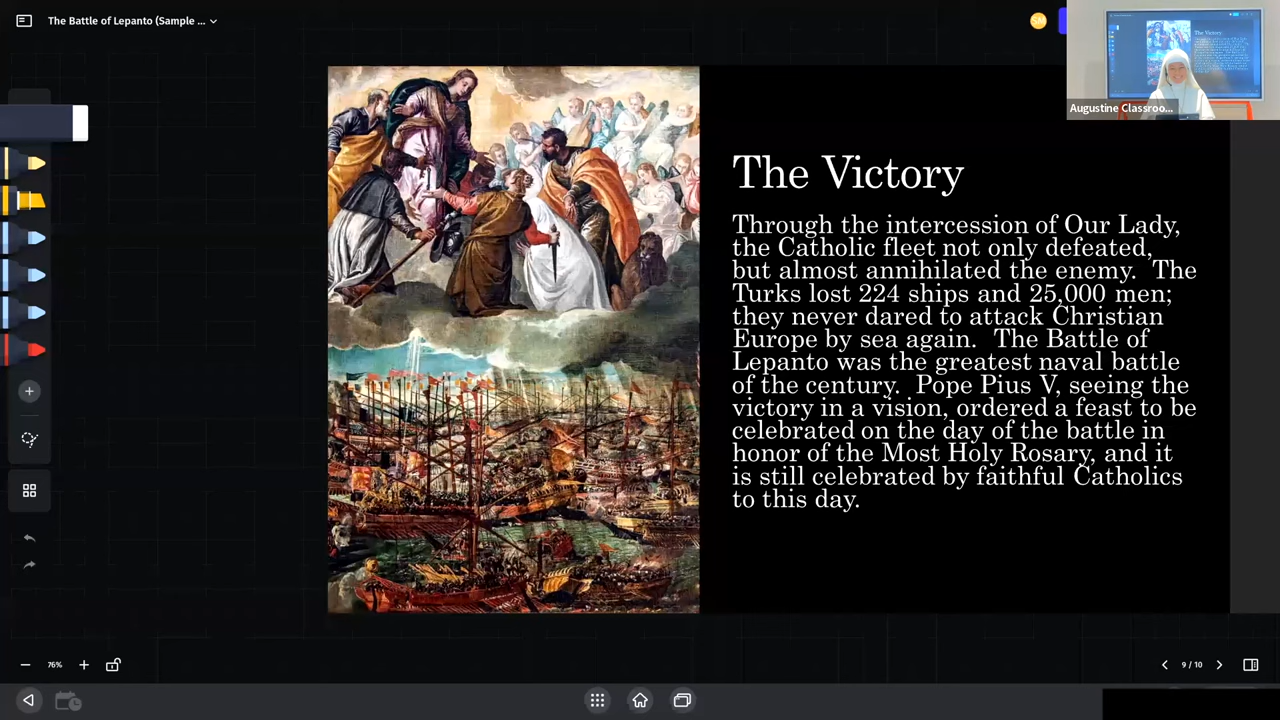 The Battle of Lepanto (Sample ...
SM
Augustine Classroo...
The Victory
Through the intercession of Our Lady,
the Catholic fleet not only defeated,
but almost annihilated the enemy.  The
Turks lost 224 ships and 25,000 men;
they never dared to attack Christian
Europe by sea again.  The Battle of
Lepanto was the greatest naval battle
of the century.  Pope Pius V, seeing the
victory in a vision, ordered a feast to be
celebrated on the day of the battle in
honor of the Most Holy Rosary, and it
is still celebrated by faithful Catholics
to this day.
76%
9 / 10